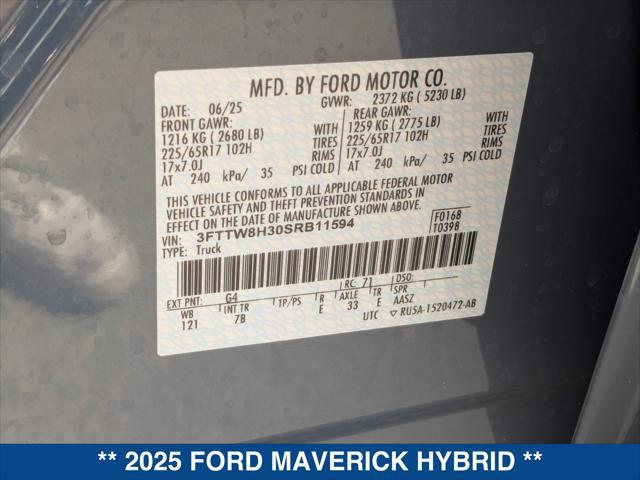 MFD. BY FORD MOTOR CO.
DATE: 06/25 GVWR: 2372 KG ( 5230 LB)
FRONT GAWR: REAR GAWR:
1216 KG ( 2680 LB) WITH 1259 KG ( 2775 LB) WITH
225/65R17 102H TIRES 225/65R17 102H TIRES
17x7.0J RIMS 17x7.0J RIMS
AT 240 kPa/ 35 PSI COLD AT 240 kPa/ 35 PSI COLD
THIS VEHICLE CONFORMS TO ALL APPLICABLE FEDERAL MOTOR
VEHICLE SAFETY AND THEFT PREVENTION STANDARDS IN
EFFECT ON THE DATE OF MANUFACTURE SHOWN ABOVE.
VIN: 3FTTW8H30SRB11594 F0168
TYPE: Truck T0398
EXT PNT: G4 RC: 71 DSO:
WB INT TR TP/PS R AXLE TR SPR
121 7B E 33 E AASZ
UTC ▽ RU5A-1520472-AB
** 2025 FORD MAVERICK HYBRID **